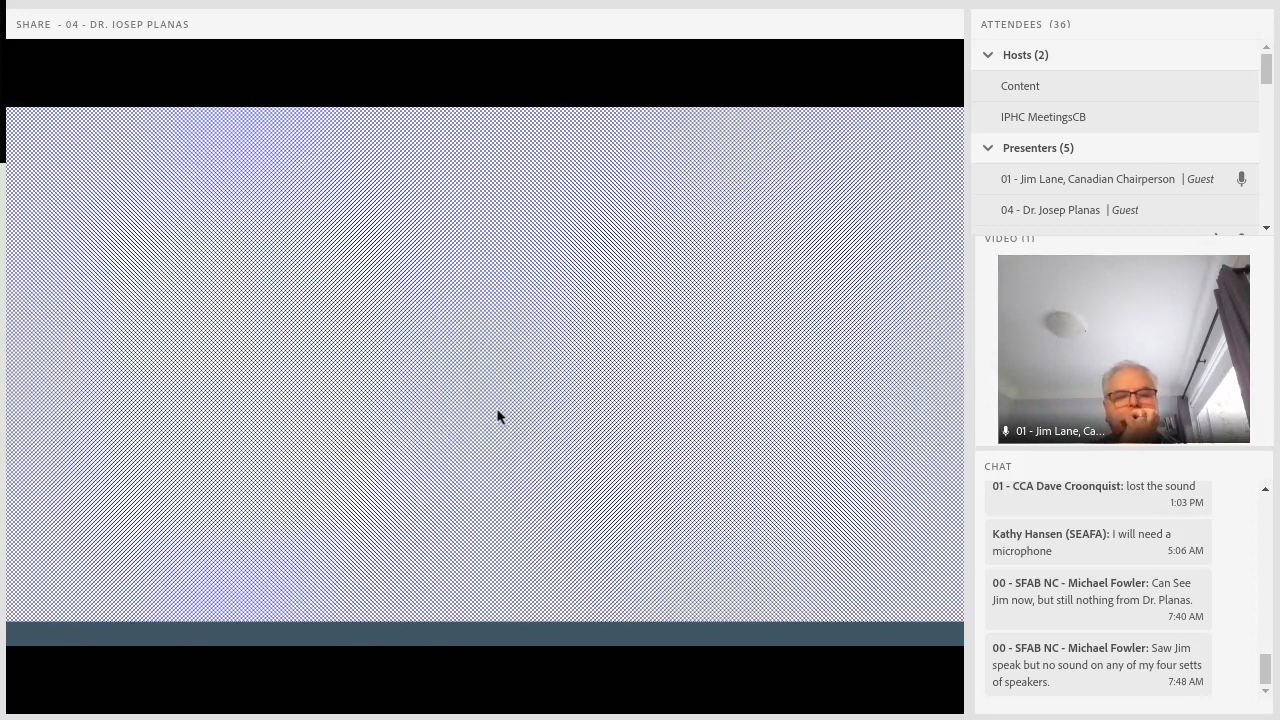 SHARE - 04 - DR. JOSEP PLANAS
ATTENDEES (36)
Hosts (2)
Content
IPHC MeetingsCB
Presenters (5)
01 - Jim Lane, Canadian Chairperson | Guest
04 - Dr. Josep Planas | Guest
VIDEO (1)
01 - Jim Lane, Ca...
CHAT
01 - CCA Dave Croonquist: lost the sound
1:03 PM
Kathy Hansen (SEAFA): I will need a
microphone 5:06 AM
00 - SFAB NC - Michael Fowler: Can See
Jim now, but still nothing from Dr. Planas.
7:40 AM
00 - SFAB NC - Michael Fowler: Saw Jim
speak but no sound on any of my four setts
of speakers. 7:48 AM